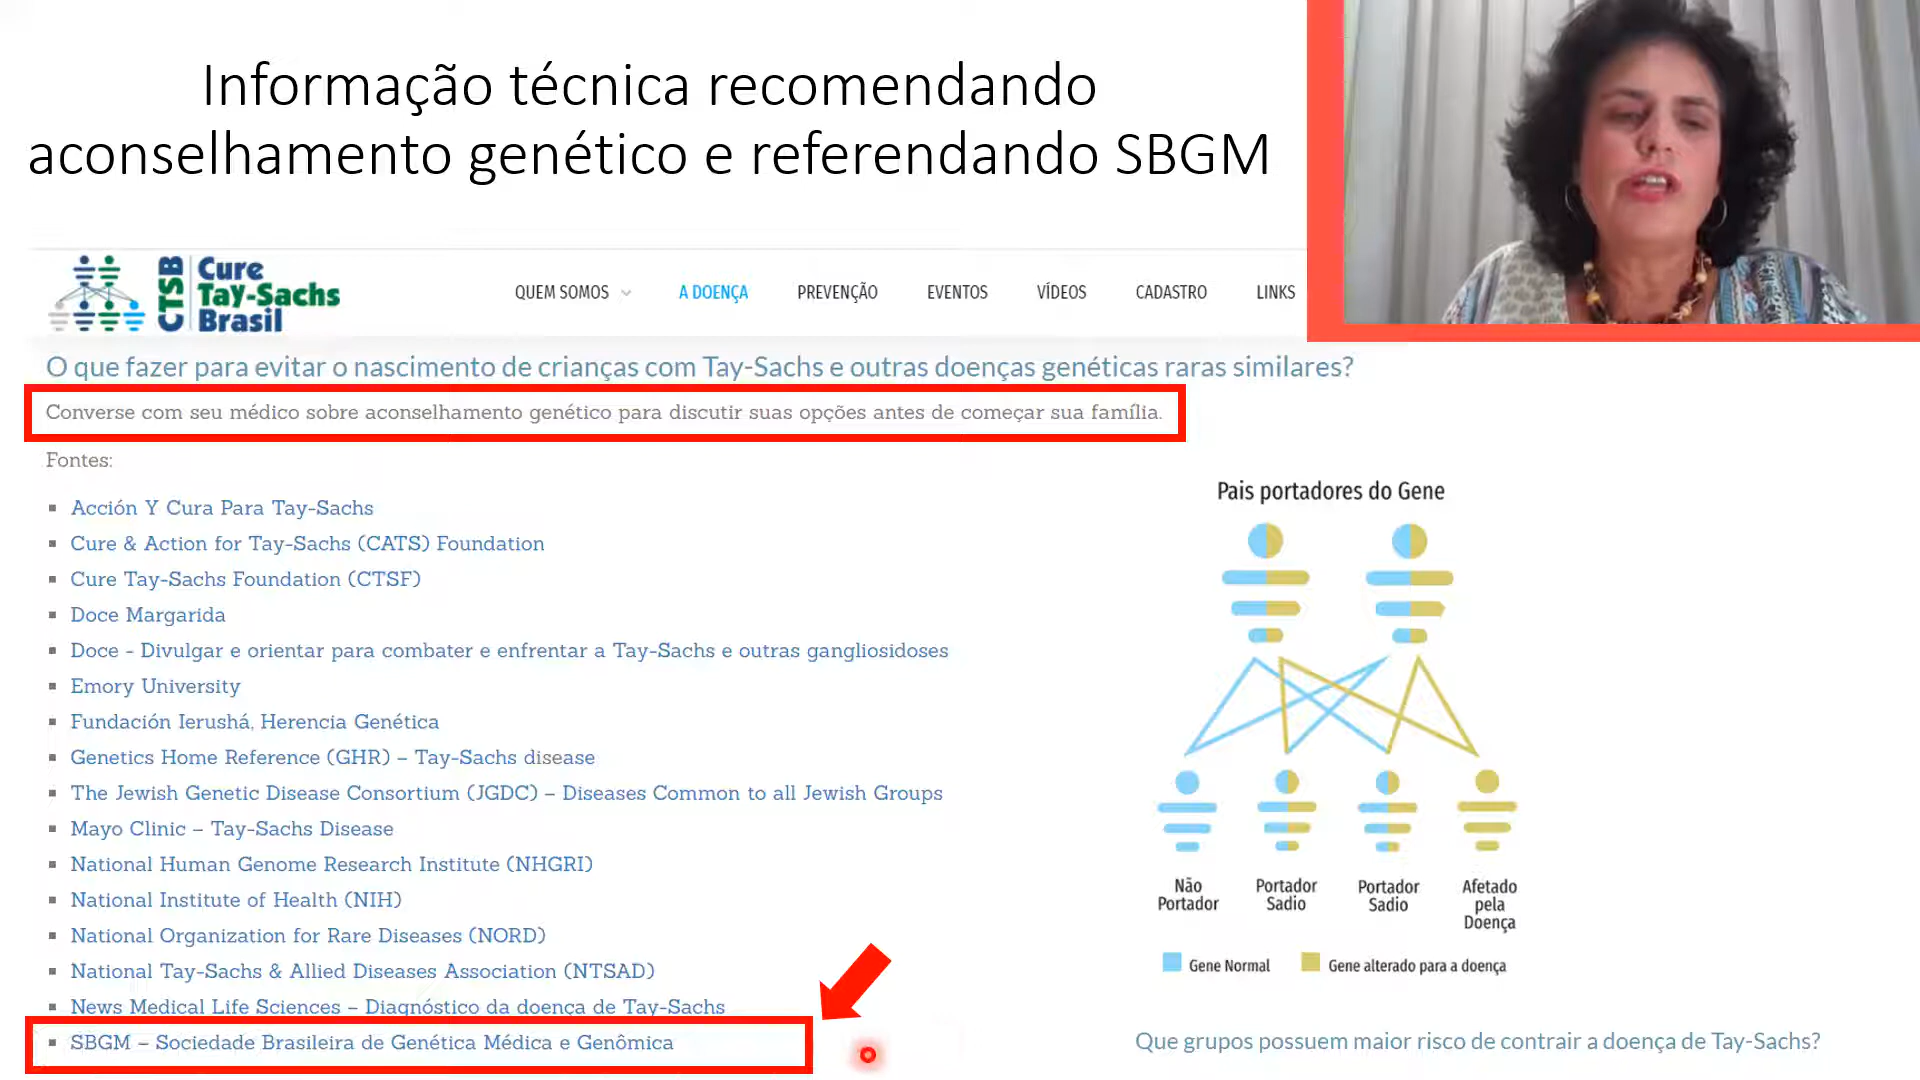 Informação técnica recomendando
aconselhamento genético e referendando SBGM
CTSB
Cure
Tay-Sachs
Brasil
QUEM SOMOS
A DOENÇA
PREVENÇÃO
EVENTOS
VÍDEOS
CADASTRO
LINKS
O que fazer para evitar o nascimento de crianças com Tay-Sachs e outras doenças genéticas raras similares?
Converse com seu médico sobre aconselhamento genético para discutir suas opções antes de começar sua família.
Fontes:
Acción Y Cura Para Tay-Sachs
Cure & Action for Tay-Sachs (CATS) Foundation
Cure Tay-Sachs Foundation (CTSF)
Doce Margarida
Doce - Divulgar e orientar para combater e enfrentar a Tay-Sachs e outras gangliosidoses
Emory University
Fundación Ierushá, Herencia Genética
Genetics Home Reference (GHR) – Tay-Sachs disease
The Jewish Genetic Disease Consortium (JGDC) – Diseases Common to all Jewish Groups
Mayo Clinic – Tay-Sachs Disease
National Human Genome Research Institute (NHGRI)
National Institute of Health (NIH)
National Organization for Rare Diseases (NORD)
National Tay-Sachs & Allied Diseases Association (NTSAD)
News Medical Life Sciences – Diagnóstico da doença de Tay-Sachs
SBGM – Sociedade Brasileira de Genética Médica e Genômica
Pais portadores do Gene
Não
Portador
Portador
Sadio
Portador
Sadio
Afetado
pela
Doença
Gene Normal
Gene alterado para a doença
Que grupos possuem maior risco de contrair a doença de Tay-Sachs?